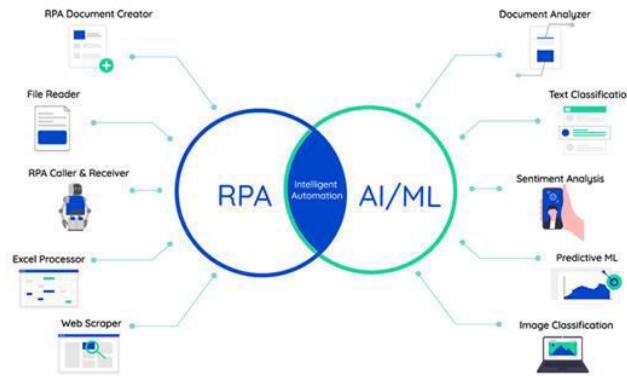 RPA Document Creator
Document Analyzer
File Reader
Text Classificatio
RPA Caller & Receiver
Sentiment Analysis
RPA
Intelligent
Automation
AI/ML
Excel Processor
Predictive ML
Web Scraper
Image Classification